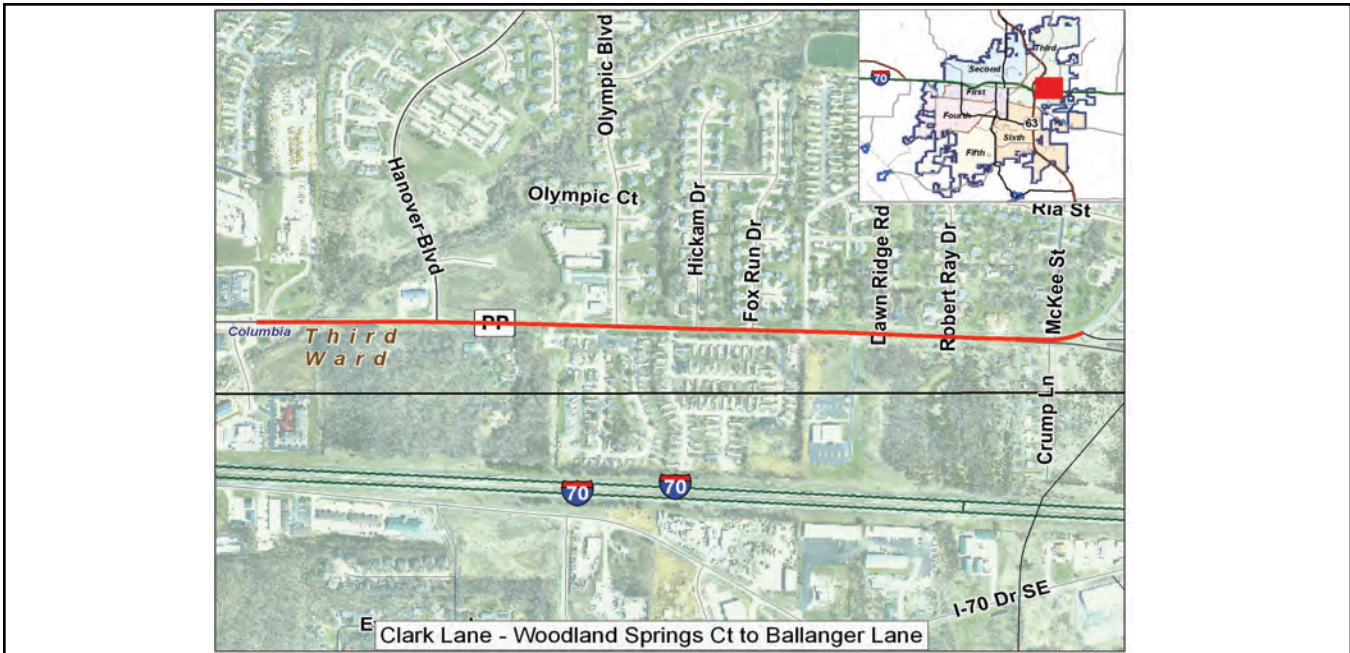 Olympic Blvd
Hanover Blvd
Olympic Ct
Hickam Dr
Fox Run Dr
Dawn Ridge Rd
Robert Ray Dr
McKee St
Ria St
70
Second
Third
First
Fourth
63
Sixth
Fifth
Columbia
Third
Ward
PP
Crump Ln
70
70
I-70 Dr SE
Clark Lane - Woodland Springs Ct to Ballanger Lane